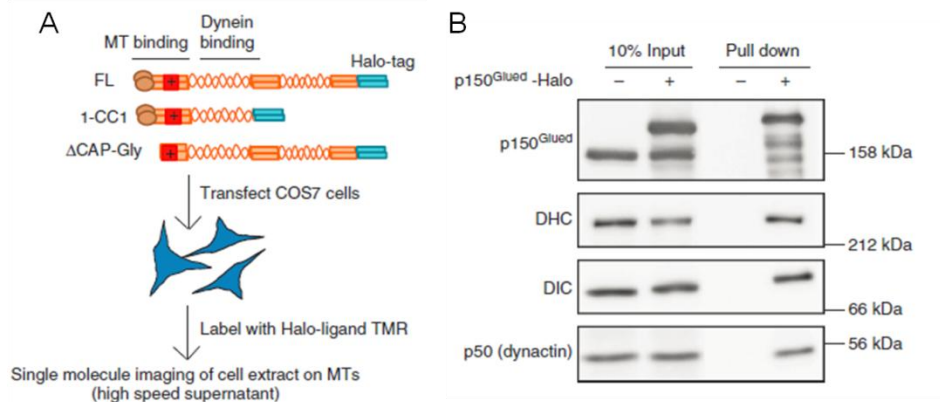 A
MT binding
Dynein
binding
Halo-tag
FL
+
1-CC1
+
ΔCAP-Gly
+
Transfect COS7 cells
Label with Halo-ligand TMR
Single molecule imaging of cell extract on MTs
(high speed supernatant)
B
10% Input Pull down
p150Glued -Halo − + − +
p150Glued
158 kDa
DHC
212 kDa
DIC
66 kDa
56 kDa
p50 (dynactin)